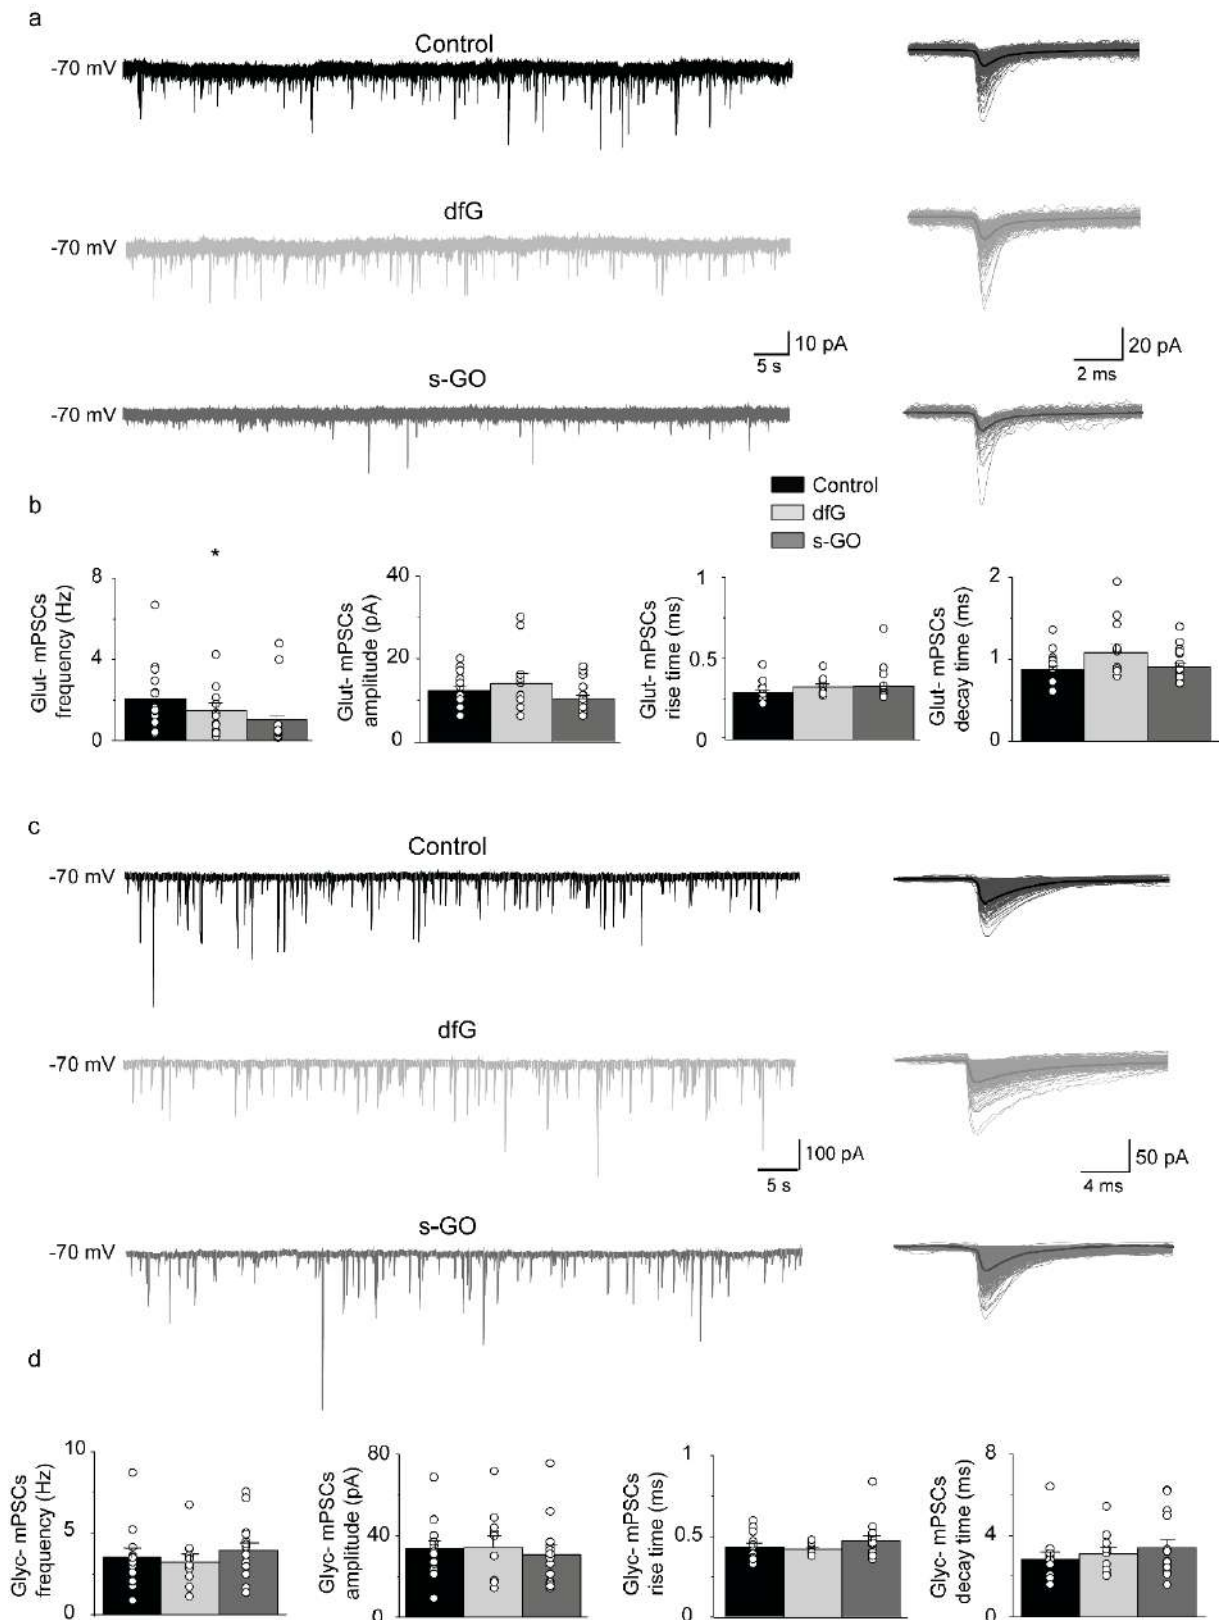 a
Control
-70 mV
dfG
-70 mV
10 pA
5 s
20 pA
2 ms
s-GO
-70 mV
Control
dfG
s-GO
b
*
Glut- mPSCs
frequency (Hz)
8
4
0
Glut- mPSCs
amplitude (pA)
40
20
0
Glut- mPSCs
rise time (ms)
1
0.5
0
Glut- mPSCs
decay time (ms)
2
1
0
c
Control
-70 mV
dfG
-70 mV
100 pA
5 s
50 pA
4 ms
s-GO
-70 mV
d
Glyc- mPSCs
frequency (Hz)
10
5
0
Glyc- mPSCs
amplitude (pA)
80
40
0
Glyc- mPSCs
rise time (ms)
1
0.5
0
Glyc- mPSCs
decay time (ms)
8
4
0